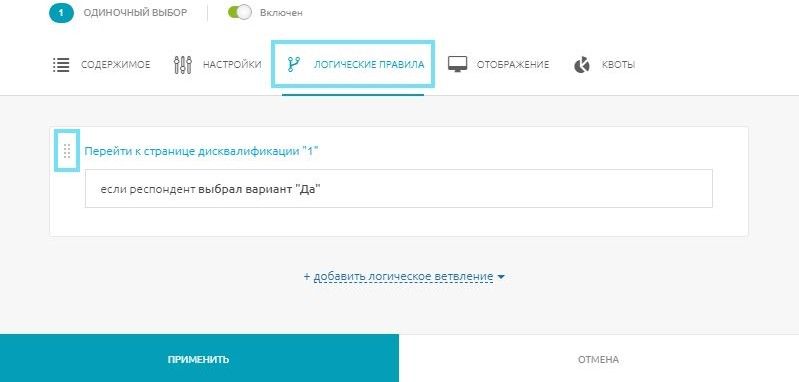 1 ОДИНОЧНЫЙ ВЫБОР Включен
СОДЕРЖИМОЕ НАСТРОЙКИ ЛОГИЧЕСКИЕ ПРАВИЛА ОТОБРАЖЕНИЕ КВОТЫ
Перейти к странице дисквалификации "1"
если респондент выбрал вариант "Да"
+ добавить логическое ветвление
ПРИМЕНИТЬ ОТМЕНА